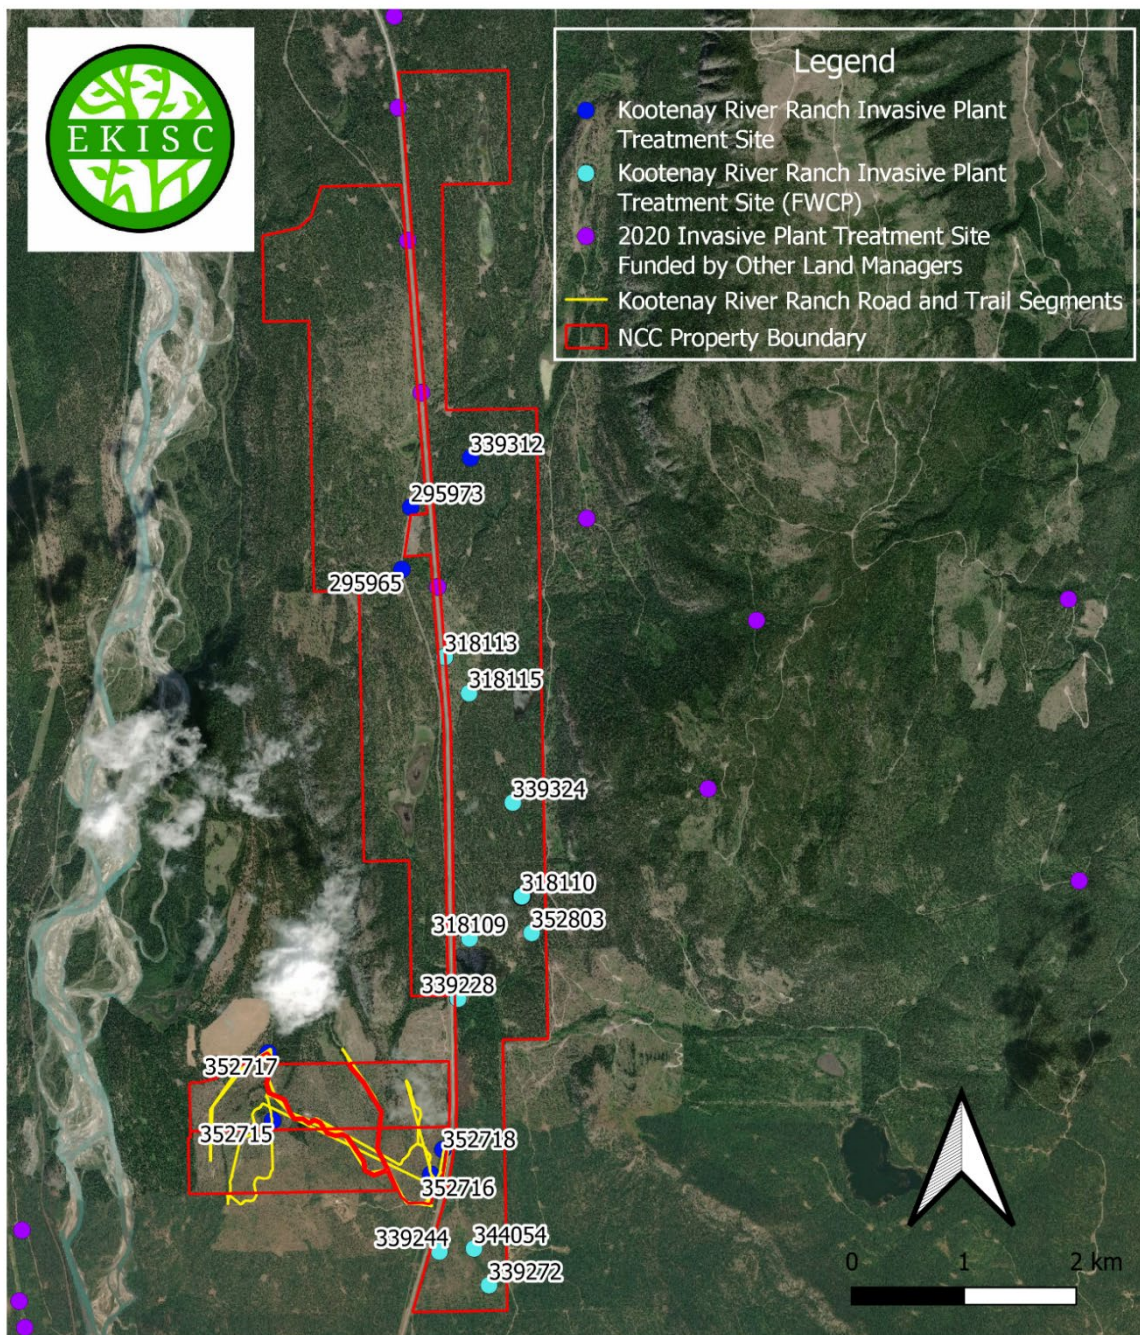 EKISC
Legend
Kootenay River Ranch Invasive Plant
Treatment Site
Kootenay River Ranch Invasive Plant
Treatment Site (FWCP)
2020 Invasive Plant Treatment Site
Funded by Other Land Managers
Kootenay River Ranch Road and Trail Segments
NCC Property Boundary
339312
295973
295965
318113
318115
339324
318110
352803
318109
339228
352717
352715
352718
352716
339244
344054
339272
0 1 2 km